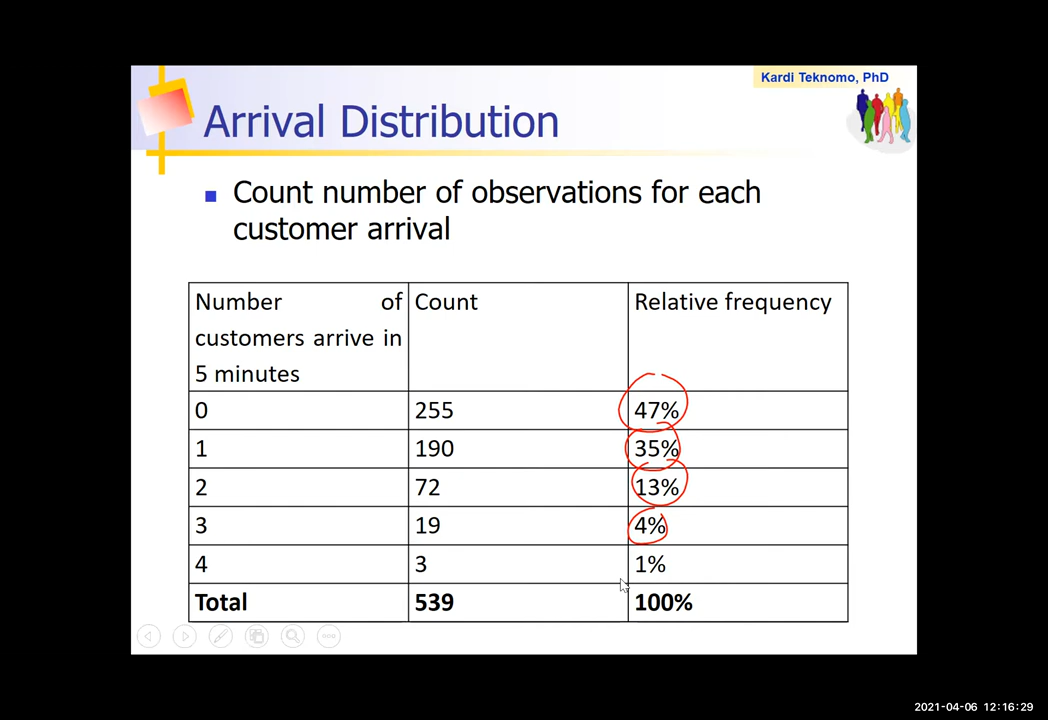 Kardi Teknomo, PhD
Arrival Distribution
Count number of observations for each
customer arrival
Number of
customers arrive in
5 minutes
Count
Relative frequency
0 255 47%
1 190 35%
2 72 13%
3 19 4%
4 3 1%
Total 539 100%
2021-04-06 12:16:29